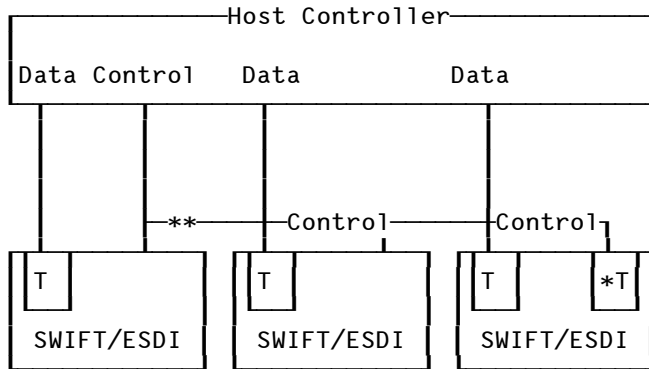 Host Controller
Data Control Data Data
** Control Control
T T T *T
SWIFT/ESDI SWIFT/ESDI SWIFT/ESDI